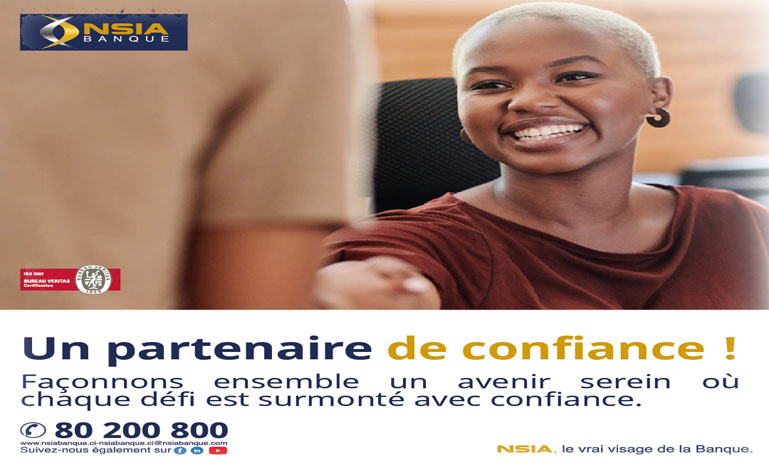 NSIA
BANQUE
ISO 9001
BUREAU VERITAS
Certification
Un partenaire de confiance !
Façonnons ensemble un avenir serein où
chaque défi est surmonté avec confiance.
80 200 800
www.nsiabanque.ci-nsiabanque.ci@nsiabanque.com
Suivez-nous également sur
NSIA, le vrai visage de la Banque.